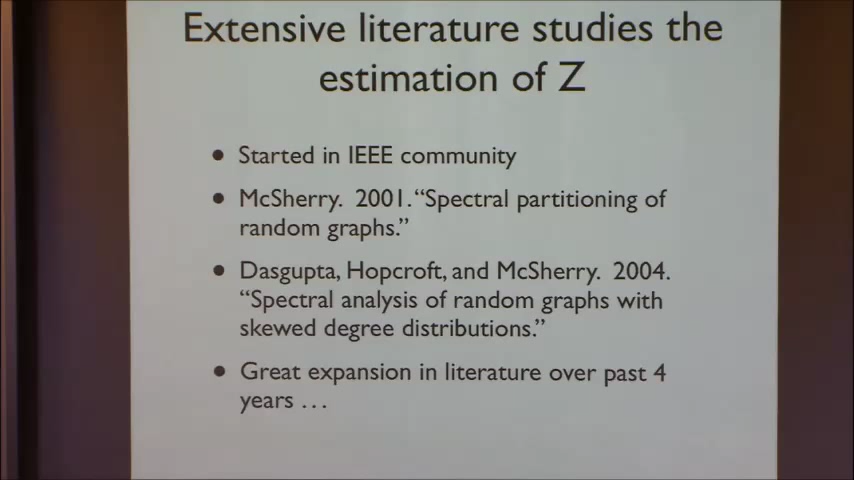 Extensive literature studies the
estimation of Z
• Started in IEEE community
• McSherry. 2001. “Spectral partitioning of
random graphs.”
• Dasgupta, Hopcroft, and McSherry. 2004.
“Spectral analysis of random graphs with
skewed degree distributions.”
• Great expansion in literature over past 4
years …